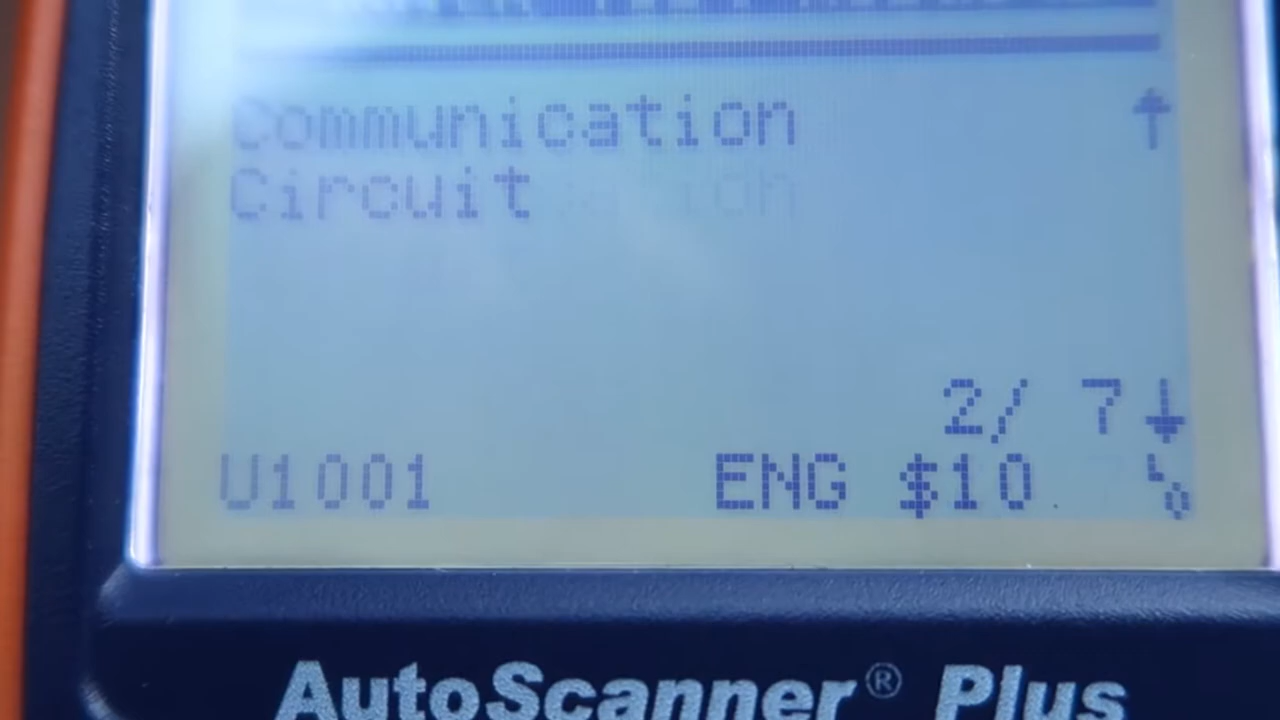 Communication ↑
Circuit
2/ 7↓
U1001 ENG $10
AutoScanner® Plus